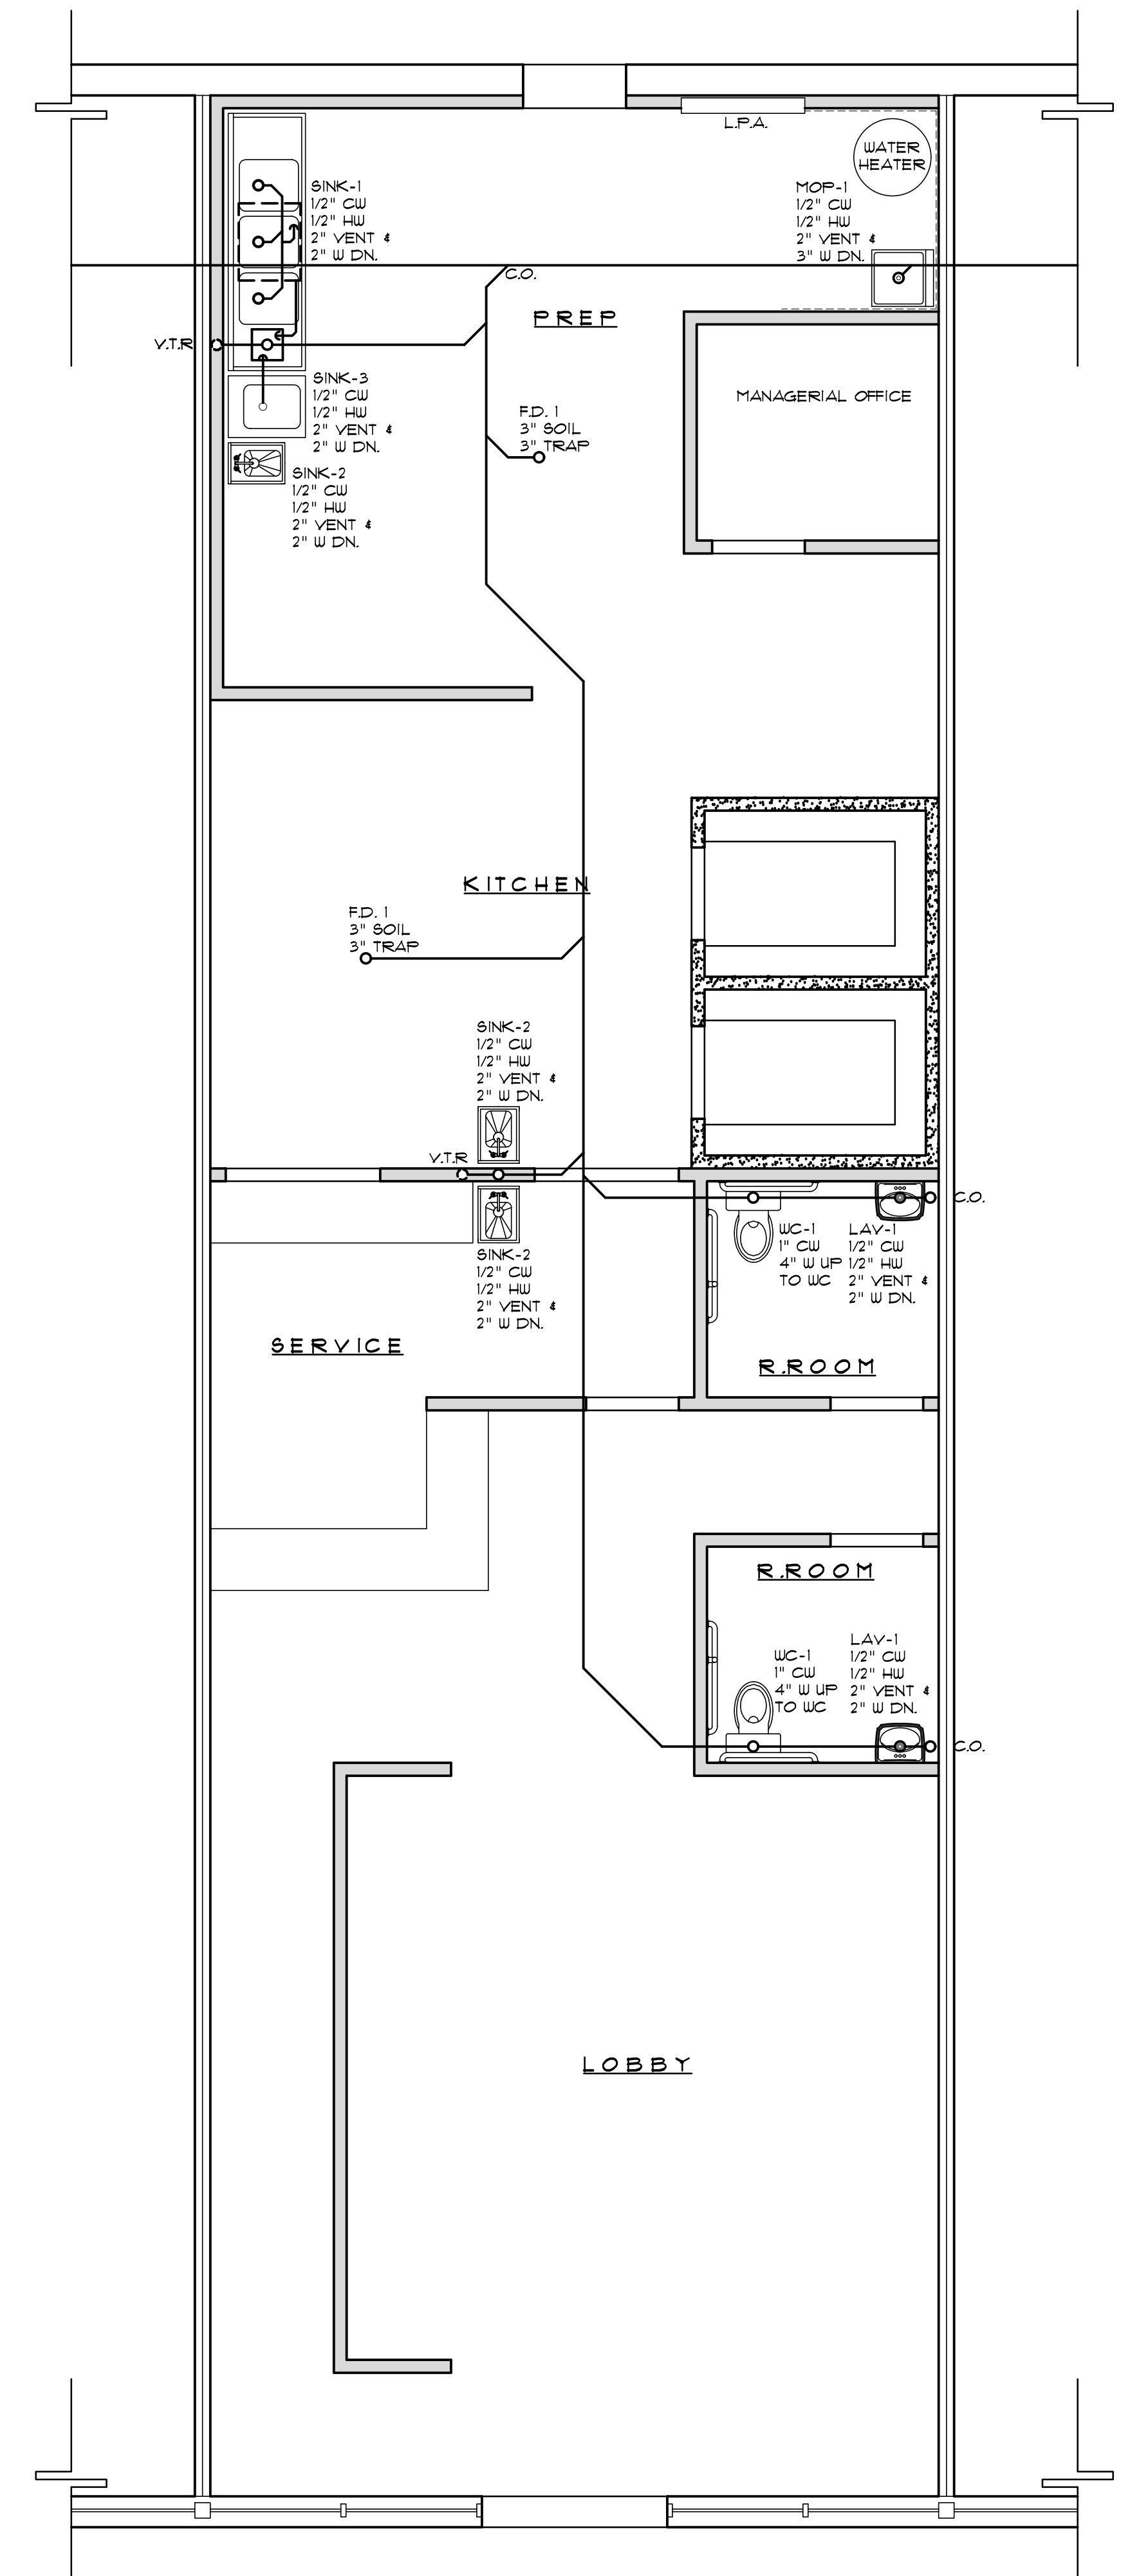 L.P.A.
WATER
HEATER
SINK-1
1/2" CW
1/2" HW
2" VENT &
2" W DN.
MOP-1
1/2" CW
1/2" HW
2" VENT &
3" W DN.
C.O.
PREP
V.T.R
SINK-3
1/2" CW
1/2" HW
2" VENT &
2" W DN.
MANAGERIAL OFFICE
F.D. 1
3" SOIL
3" TRAP
SINK-2
1/2" CW
1/2" HW
2" VENT &
2" W DN.
KITCHEN
F.D. 1
3" SOIL
3" TRAP
SINK-2
1/2" CW
1/2" HW
2" VENT &
2" W DN.
V.T.R
C.O.
WC-1
1" CW
4" W UP
TO WC
LAV-1
1/2" CW
1/2" HW
2" VENT &
2" W DN.
SINK-2
1/2" CW
1/2" HW
2" VENT &
2" W DN.
SERVICE
R.ROOM
R.ROOM
WC-1
1" CW
4" W UP
TO WC
LAV-1
1/2" CW
1/2" HW
2" VENT &
2" W DN.
C.O.
LOBBY